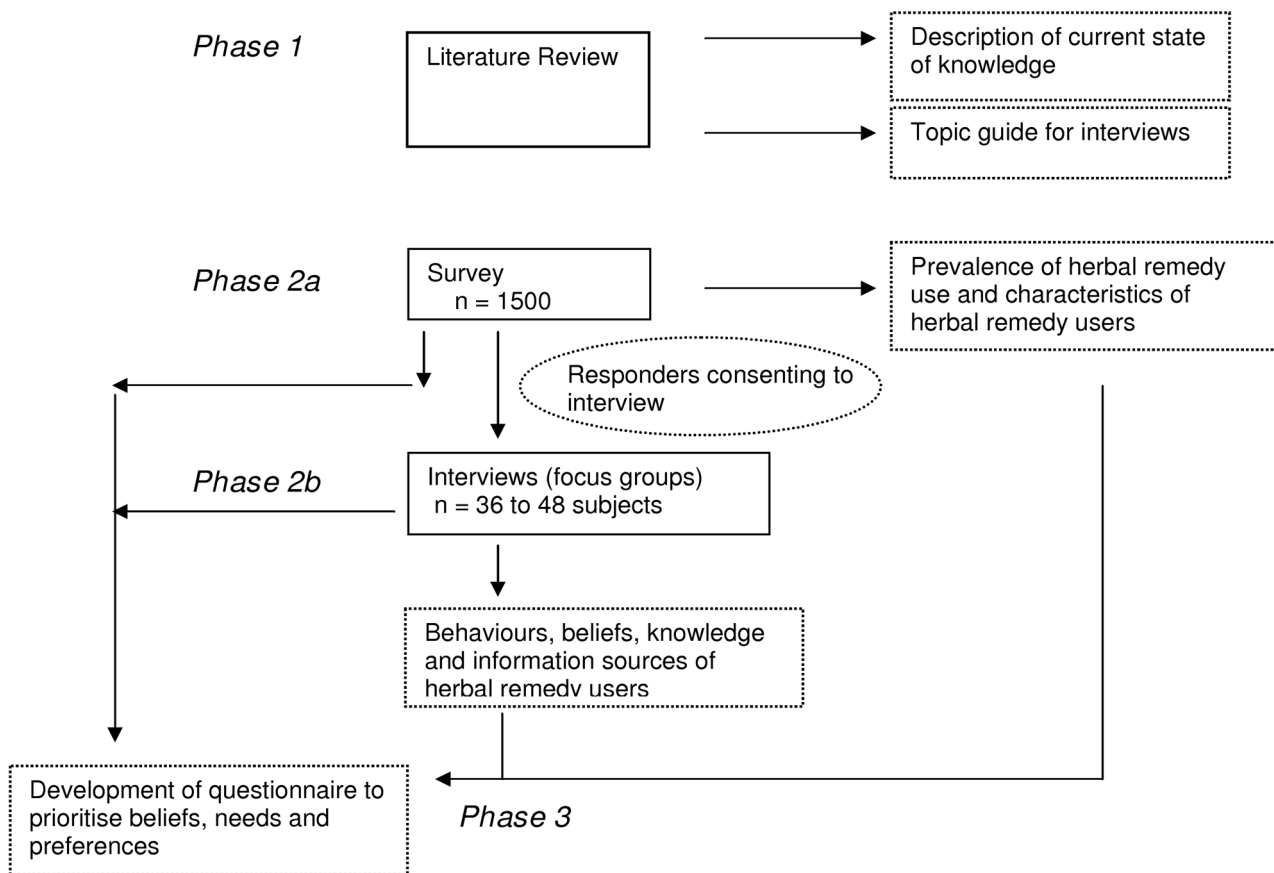 Phase 1
Literature Review
Description of current state
of knowledge
Topic guide for interviews
Phase 2a
Survey
n = 1500
Prevalence of herbal remedy
use and characteristics of
herbal remedy users
Responders consenting to
interview
Phase 2b
Interviews (focus groups)
n = 36 to 48 subjects
Behaviours, beliefs, knowledge
and information sources of
herbal remedy users
Development of questionnaire to
prioritise beliefs, needs and
preferences
Phase 3